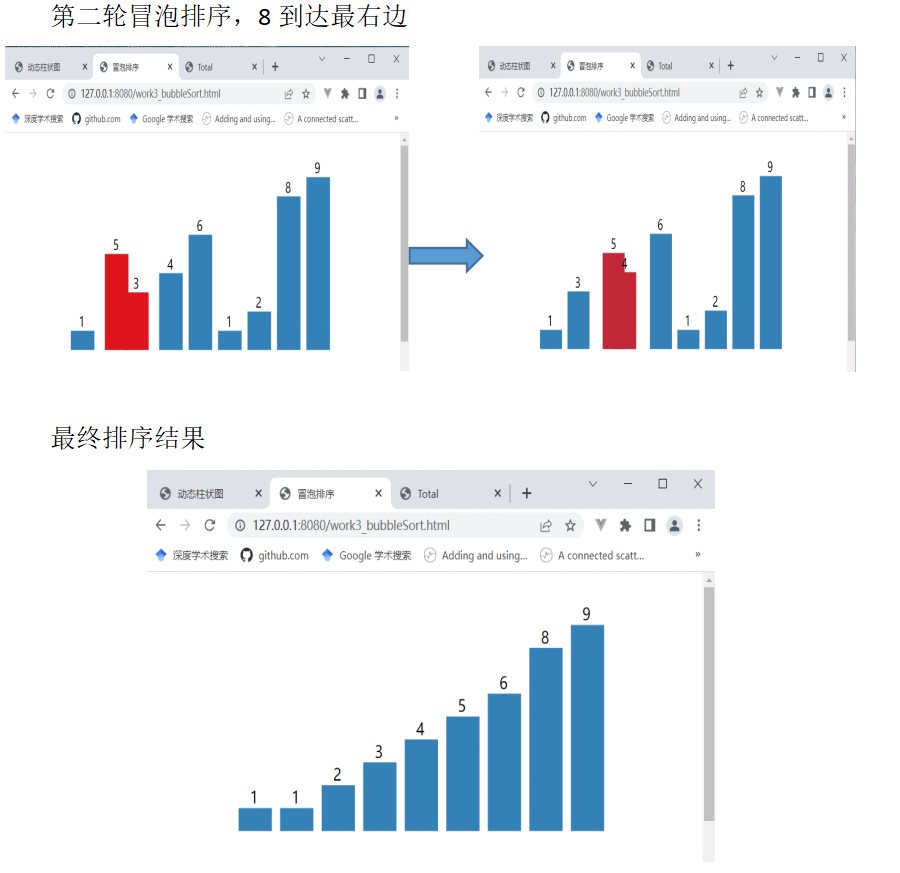 第二轮冒泡排序，8 到达最右边
动态柱状图 冒泡排序 Total
127.0.0.1:8080/work3_bubbleSort.html
深度学术搜索 github.com Google 学术搜索 Adding and using... A connected scatt... »
1 5 3 4 6 1 2 8 9
动态柱状图 冒泡排序 Total
127.0.0.1:8080/work3_bubbleSort.html
深度学术搜索 github.com Google 学术搜索 Adding and using... A connected scatt... »
1 3 5 4 6 1 2 8 9
最终排序结果
动态柱状图 冒泡排序 Total
127.0.0.1:8080/work3_bubbleSort.html
深度学术搜索 github.com Google 学术搜索 Adding and using... A connected scatt... »
1 1 2 3 4 5 6 8 9